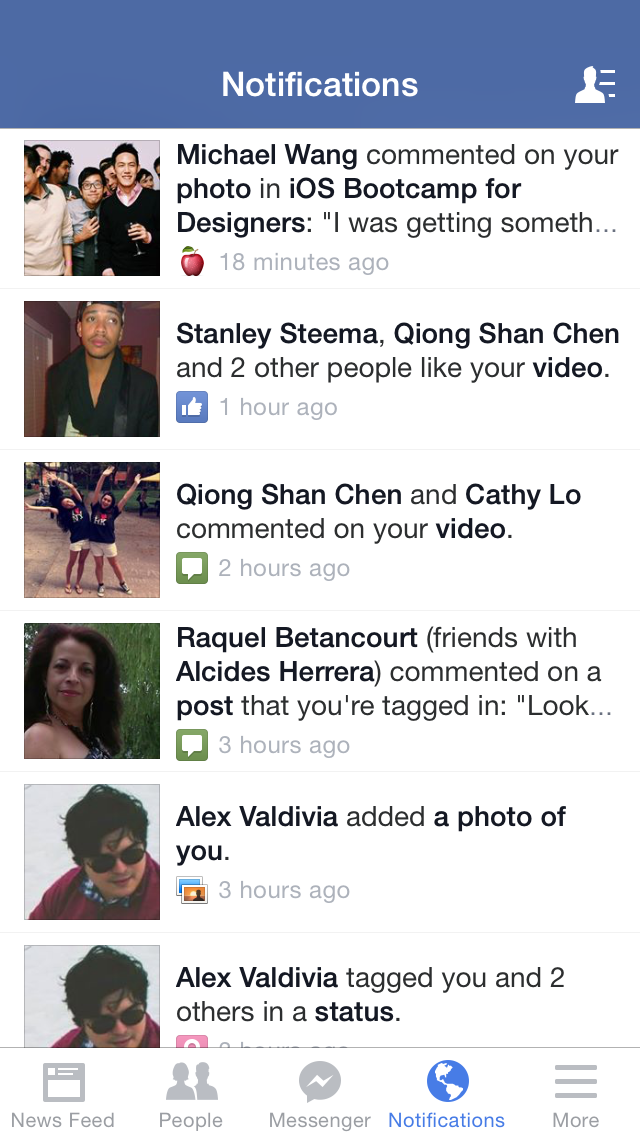 Notifications
Michael Wang commented on your
photo in iOS Bootcamp for
Designers: "I was getting someth...
18 minutes ago
Stanley Steema, Qiong Shan Chen
and 2 other people like your video.
1 hour ago
Qiong Shan Chen and Cathy Lo
commented on your video.
2 hours ago
Raquel Betancourt (friends with
Alcides Herrera) commented on a
post that you're tagged in: "Look...
3 hours ago
Alex Valdivia added a photo of
you.
3 hours ago
Alex Valdivia tagged you and 2
others in a status.
hours ago
News Feed
People
Messenger
Notifications
More